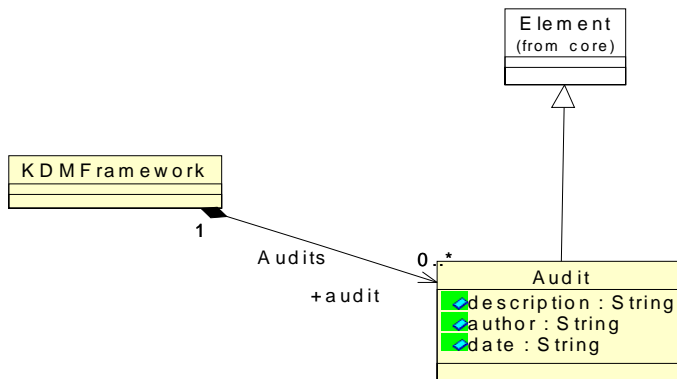 Element
(from core)
KDMFramework
1
Audits
0..*
+audit
Audit
description : String
author : String
date : String